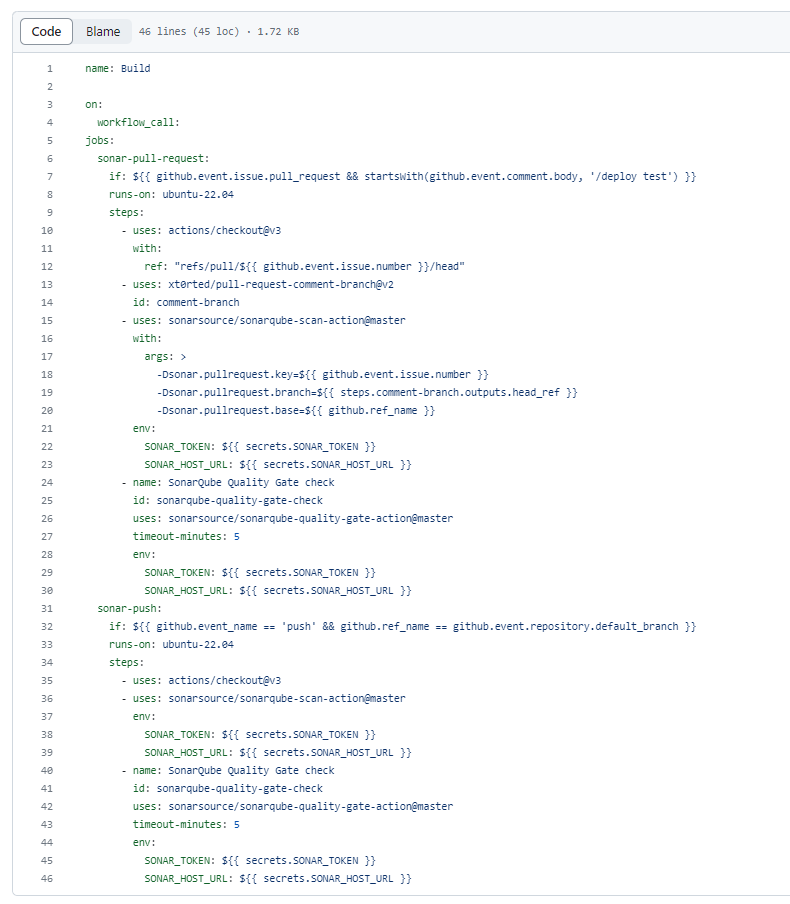 Code Blame 46 lines (45 loc) · 1.72 KB
1 name: Build
2
3 on:
4   workflow_call:
5 jobs:
6   sonar-pull-request:
7     if: ${{ github.event.issue.pull_request && startsWith(github.event.comment.body, '/deploy test') }}
8     runs-on: ubuntu-22.04
9     steps:
10       - uses: actions/checkout@v3
11         with:
12           ref: "refs/pull/${{ github.event.issue.number }}/head"
13       - uses: xt0rted/pull-request-comment-branch@v2
14         id: comment-branch
15       - uses: sonarsource/sonarqube-scan-action@master
16         with:
17           args: >
18             -Dsonar.pullrequest.key=${{ github.event.issue.number }}
19             -Dsonar.pullrequest.branch=${{ steps.comment-branch.outputs.head_ref }}
20             -Dsonar.pullrequest.base=${{ github.ref_name }}
21         env:
22           SONAR_TOKEN: ${{ secrets.SONAR_TOKEN }}
23           SONAR_HOST_URL: ${{ secrets.SONAR_HOST_URL }}
24       - name: SonarQube Quality Gate check
25         id: sonarqube-quality-gate-check
26         uses: sonarsource/sonarqube-quality-gate-action@master
27         timeout-minutes: 5
28         env:
29           SONAR_TOKEN: ${{ secrets.SONAR_TOKEN }}
30           SONAR_HOST_URL: ${{ secrets.SONAR_HOST_URL }}
31   sonar-push:
32     if: ${{ github.event_name == 'push' && github.ref_name == github.event.repository.default_branch }}
33     runs-on: ubuntu-22.04
34     steps:
35       - uses: actions/checkout@v3
36       - uses: sonarsource/sonarqube-scan-action@master
37         env:
38           SONAR_TOKEN: ${{ secrets.SONAR_TOKEN }}
39           SONAR_HOST_URL: ${{ secrets.SONAR_HOST_URL }}
40       - name: SonarQube Quality Gate check
41         id: sonarqube-quality-gate-check
42         uses: sonarsource/sonarqube-quality-gate-action@master
43         timeout-minutes: 5
44         env:
45           SONAR_TOKEN: ${{ secrets.SONAR_TOKEN }}
46           SONAR_HOST_URL: ${{ secrets.SONAR_HOST_URL }}